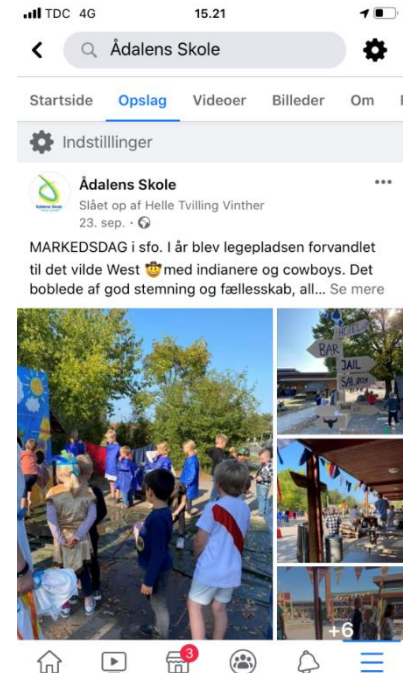 TDC 4G 15.21
Ådalens Skole
Startside Opslag Videoer Billeder Om
Indstilllinger
Ådalens Skole
Slået op af Helle Tvilling Vinther
23. sep.
MARKEDSDAG i sfo. I år blev legepladsen forvandlet
til det vilde West 🤠med indianere og cowboys. Det
boblede af god stemning og fællesskab, all... Se mere
HOTEL
BAR
JAIL
SALOON
+6
3